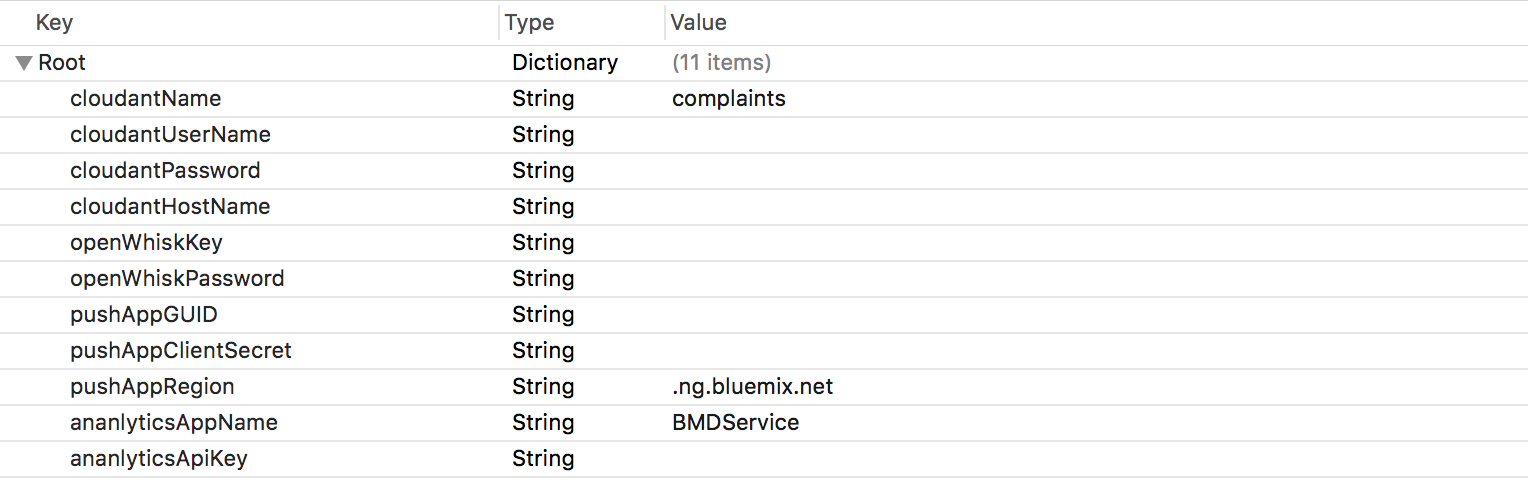 Key Type Value
Root Dictionary (11 items)
cloudantName String complaints
cloudantUserName String
cloudantPassword String
cloudantHostName String
openWhiskKey String
openWhiskPassword String
pushAppGUID String
pushAppClientSecret String
pushAppRegion String .ng.bluemix.net
ananlyticsAppName String BMDService
ananlyticsApiKey String